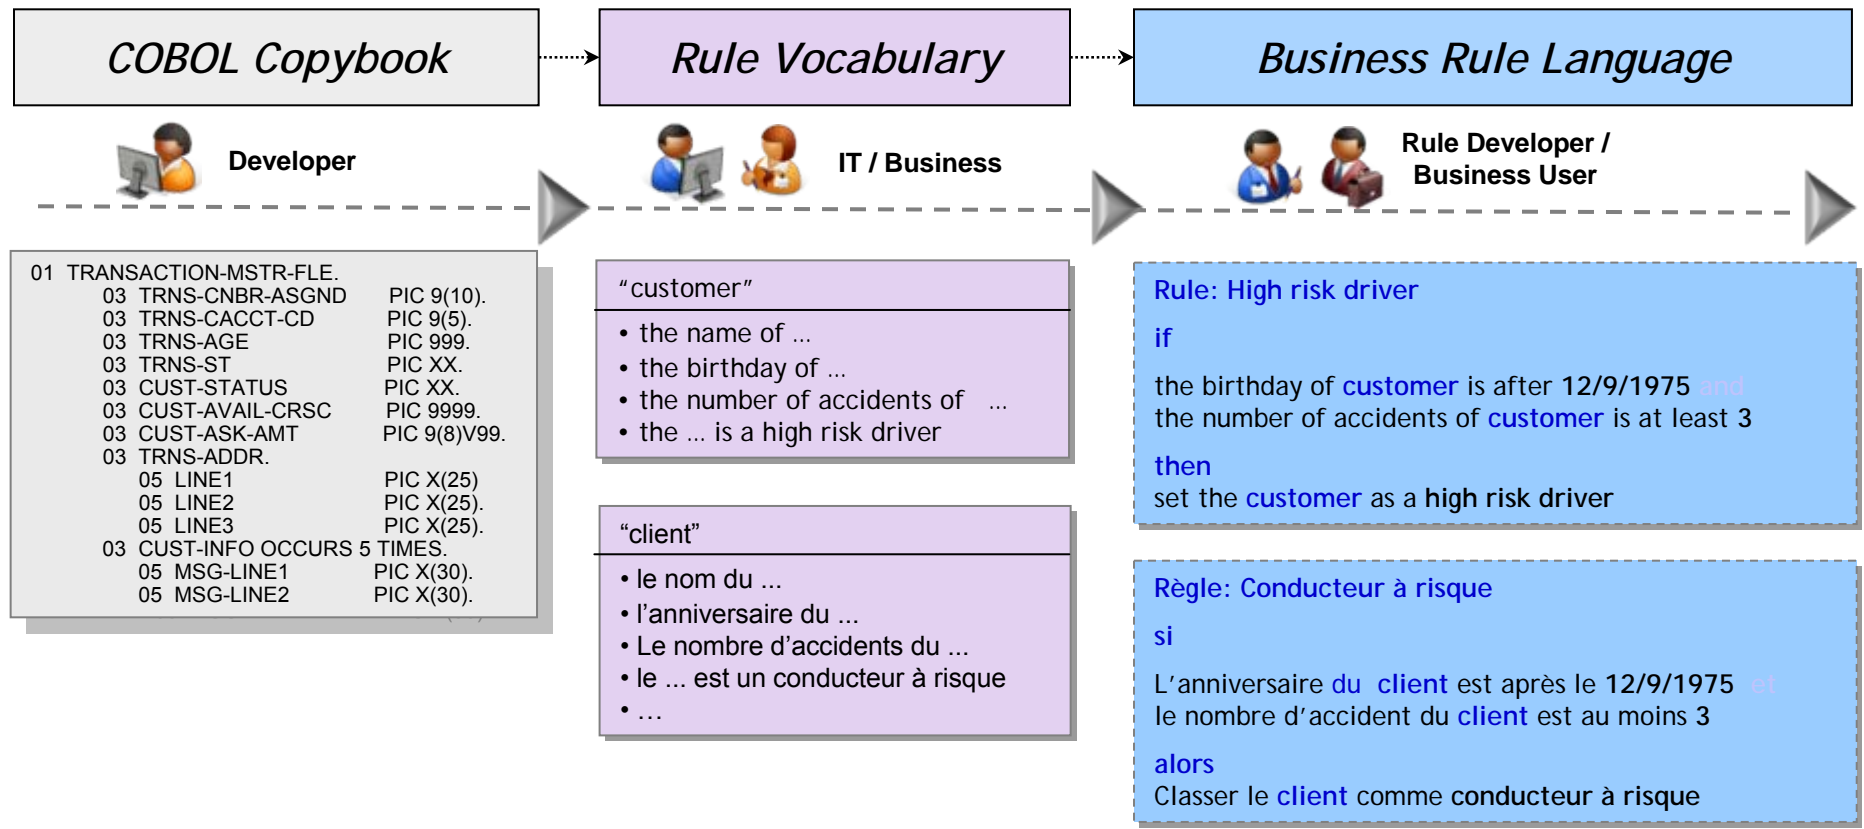 COBOL Copybook
Rule Vocabulary
Business Rule Language
Developer
IT / Business
Rule Developer /
Business User
01 TRANSACTION-MSTR-FLE.
03 TRNS-CNBR-ASGND PIC 9(10).
03 TRNS-CACCT-CD PIC 9(5).
03 TRNS-AGE PIC 999.
03 TRNS-ST PIC XX.
03 CUST-STATUS PIC XX.
03 CUST-AVAIL-CRSC PIC 9999.
03 CUST-ASK-AMT PIC 9(8)V99.
03 TRNS-ADDR.
05 LINE1 PIC X(25)
05 LINE2 PIC X(25).
05 LINE3 PIC X(25).
03 CUST-INFO OCCURS 5 TIMES.
05 MSG-LINE1 PIC X(30).
05 MSG-LINE2 PIC X(30).
“customer”
• the name of ...
• the birthday of ...
• the number of accidents of ...
• the ... is a high risk driver
“client”
• le nom du ...
• l’anniversaire du ...
• Le nombre d’accidents du ...
• le ... est un conducteur à risque
• ...
Rule: High risk driver
if
the birthday of customer is after 12/9/1975 and
the number of accidents of customer is at least 3
then
set the customer as a high risk driver
Règle: Conducteur à risque
si
L’anniversaire du client est après le 12/9/1975 et
le nombre d’accident du client est au moins 3
alors
Classer le client comme conducteur à risque